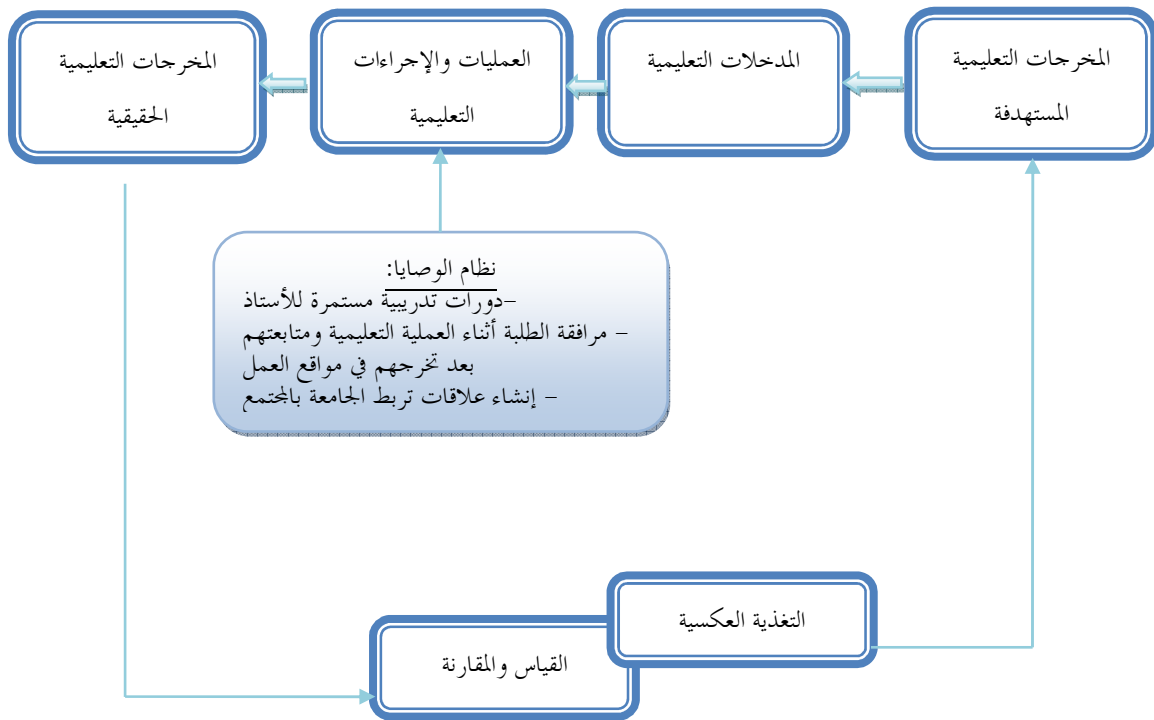 المخرجات التعليمية
المستهدفة
المدخلات التعليمية
العمليات والإجراءات
التعليمية
المخرجات التعليمية
الحقيقية
نظام الوصايا:
–دورات تدريبية مستمرة للأستاذ
– مرافقة الطلبة أثناء العملية التعليمية ومتابعتهم
بعد تخرجهم في مواقع العمل
– إنشاء علاقات تربط الجامعة بالمجتمع
التغذية العكسية
القياس والمقارنة